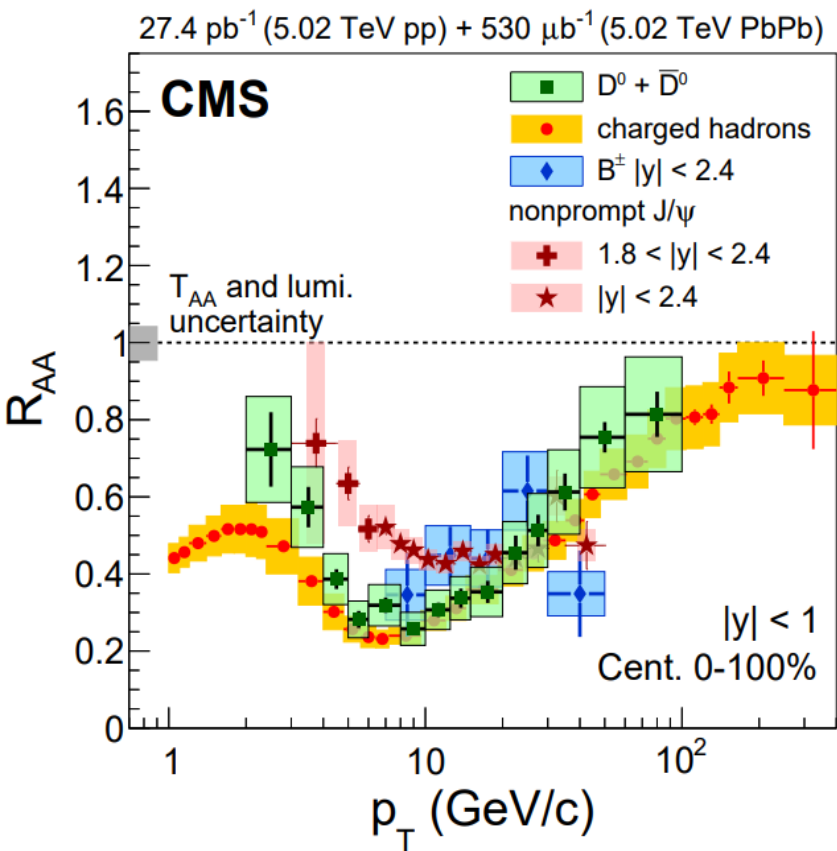 27.4 pb⁻¹ (5.02 TeV pp) + 530 μb⁻¹ (5.02 TeV PbPb)
CMS
D⁰ + D̅⁰
charged hadrons
B± |y| < 2.4
nonprompt J/ψ
1.8 < |y| < 2.4
|y| < 2.4
T_AA and lumi.
uncertainty
|y| < 1
Cent. 0-100%
R_AA
1.6
1.4
1.2
1
0.8
0.6
0.4
0.2
0
1
10
10²
p_T (GeV/c)